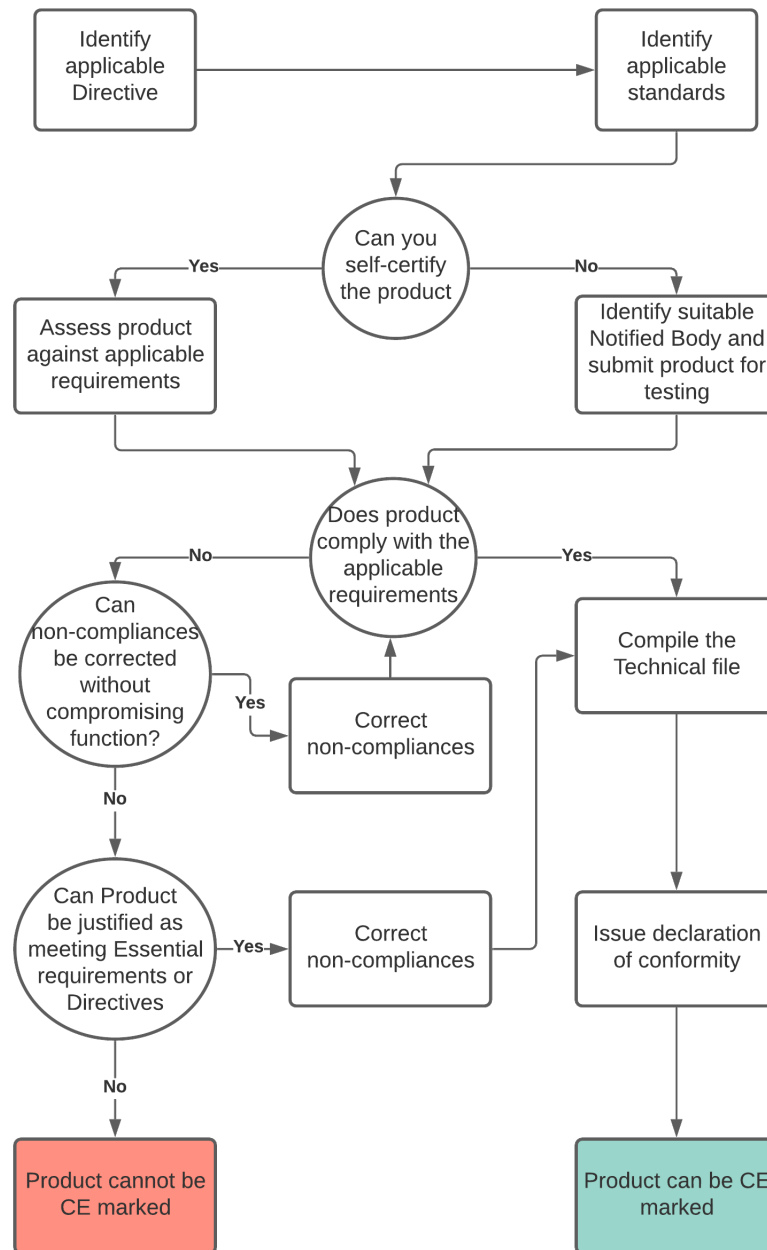 Identify
applicable
Directive
Identify
applicable
standards
Can you
self-certify
the product
Yes
No
Assess product
against applicable
requirements
Identify suitable
Notified Body and
submit product for
testing
Does product
comply with the
applicable
requirements
No
Yes
Can
non-compliances
be corrected
without
compromising
function?
Yes
Correct
non-compliances
Compile the
Technical file
No
Can Product
be justified as
meeting Essential
requirements or
Directives
Yes
Correct
non-compliances
Issue declaration
of conformity
No
Product cannot be
CE marked
Product can be CE
marked